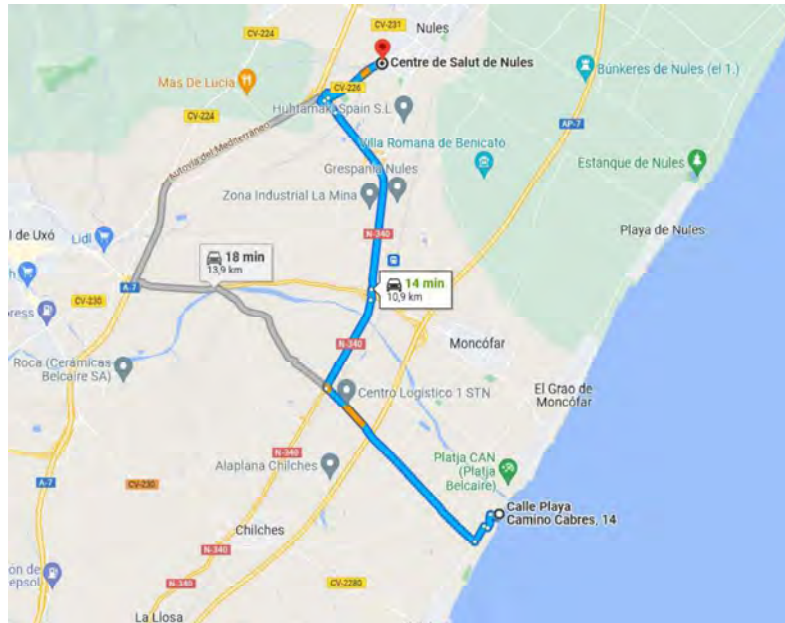 CV-231
Nules
CV-224
Centre de Salut de Nules
Búnkeres de Nules (el 1.)
Mas De Lucia
CV-226
Huhtamaki Spain S.L
CV-224
AP-7
Autovía del Mediterráneo
Villa Romana de Benicató
Estanque de Nules
Grespania Nules
Zona Industrial La Mina
Playa de Nules
N-340
l de Uxó
Lidl
18 min
13,9 km
A-7
14 min
10,9 km
CV-230
press
N-340
Moncófar
Roca (Cerámicas
Belcaire SA)
Centro Logístico 1 STN
El Grao de
Moncófar
N-340
Platja CAN
(Platja
Belcaire)
Alaplana Chilches
A-7
CV-230
Calle Playa
Camino Cabres, 14
Chilches
N-340
ón de
epsol
N-340
CV-2280
La Llosa